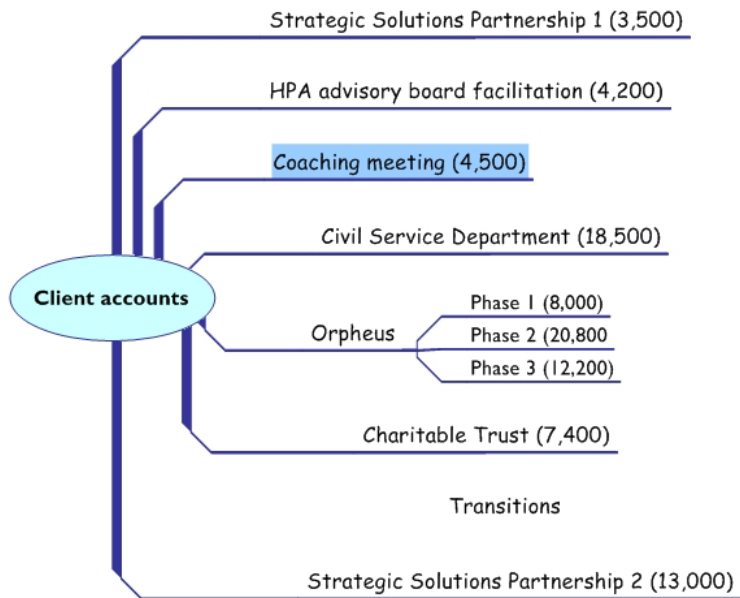 Strategic Solutions Partnership 1 (3,500)
HPA advisory board facilitation (4,200)
Coaching meeting (4,500)
Civil Service Department (18,500)
Client accounts
Orpheus
Phase 1 (8,000)
Phase 2 (20,800
Phase 3 (12,200)
Charitable Trust (7,400)
Transitions
Strategic Solutions Partnership 2 (13,000)